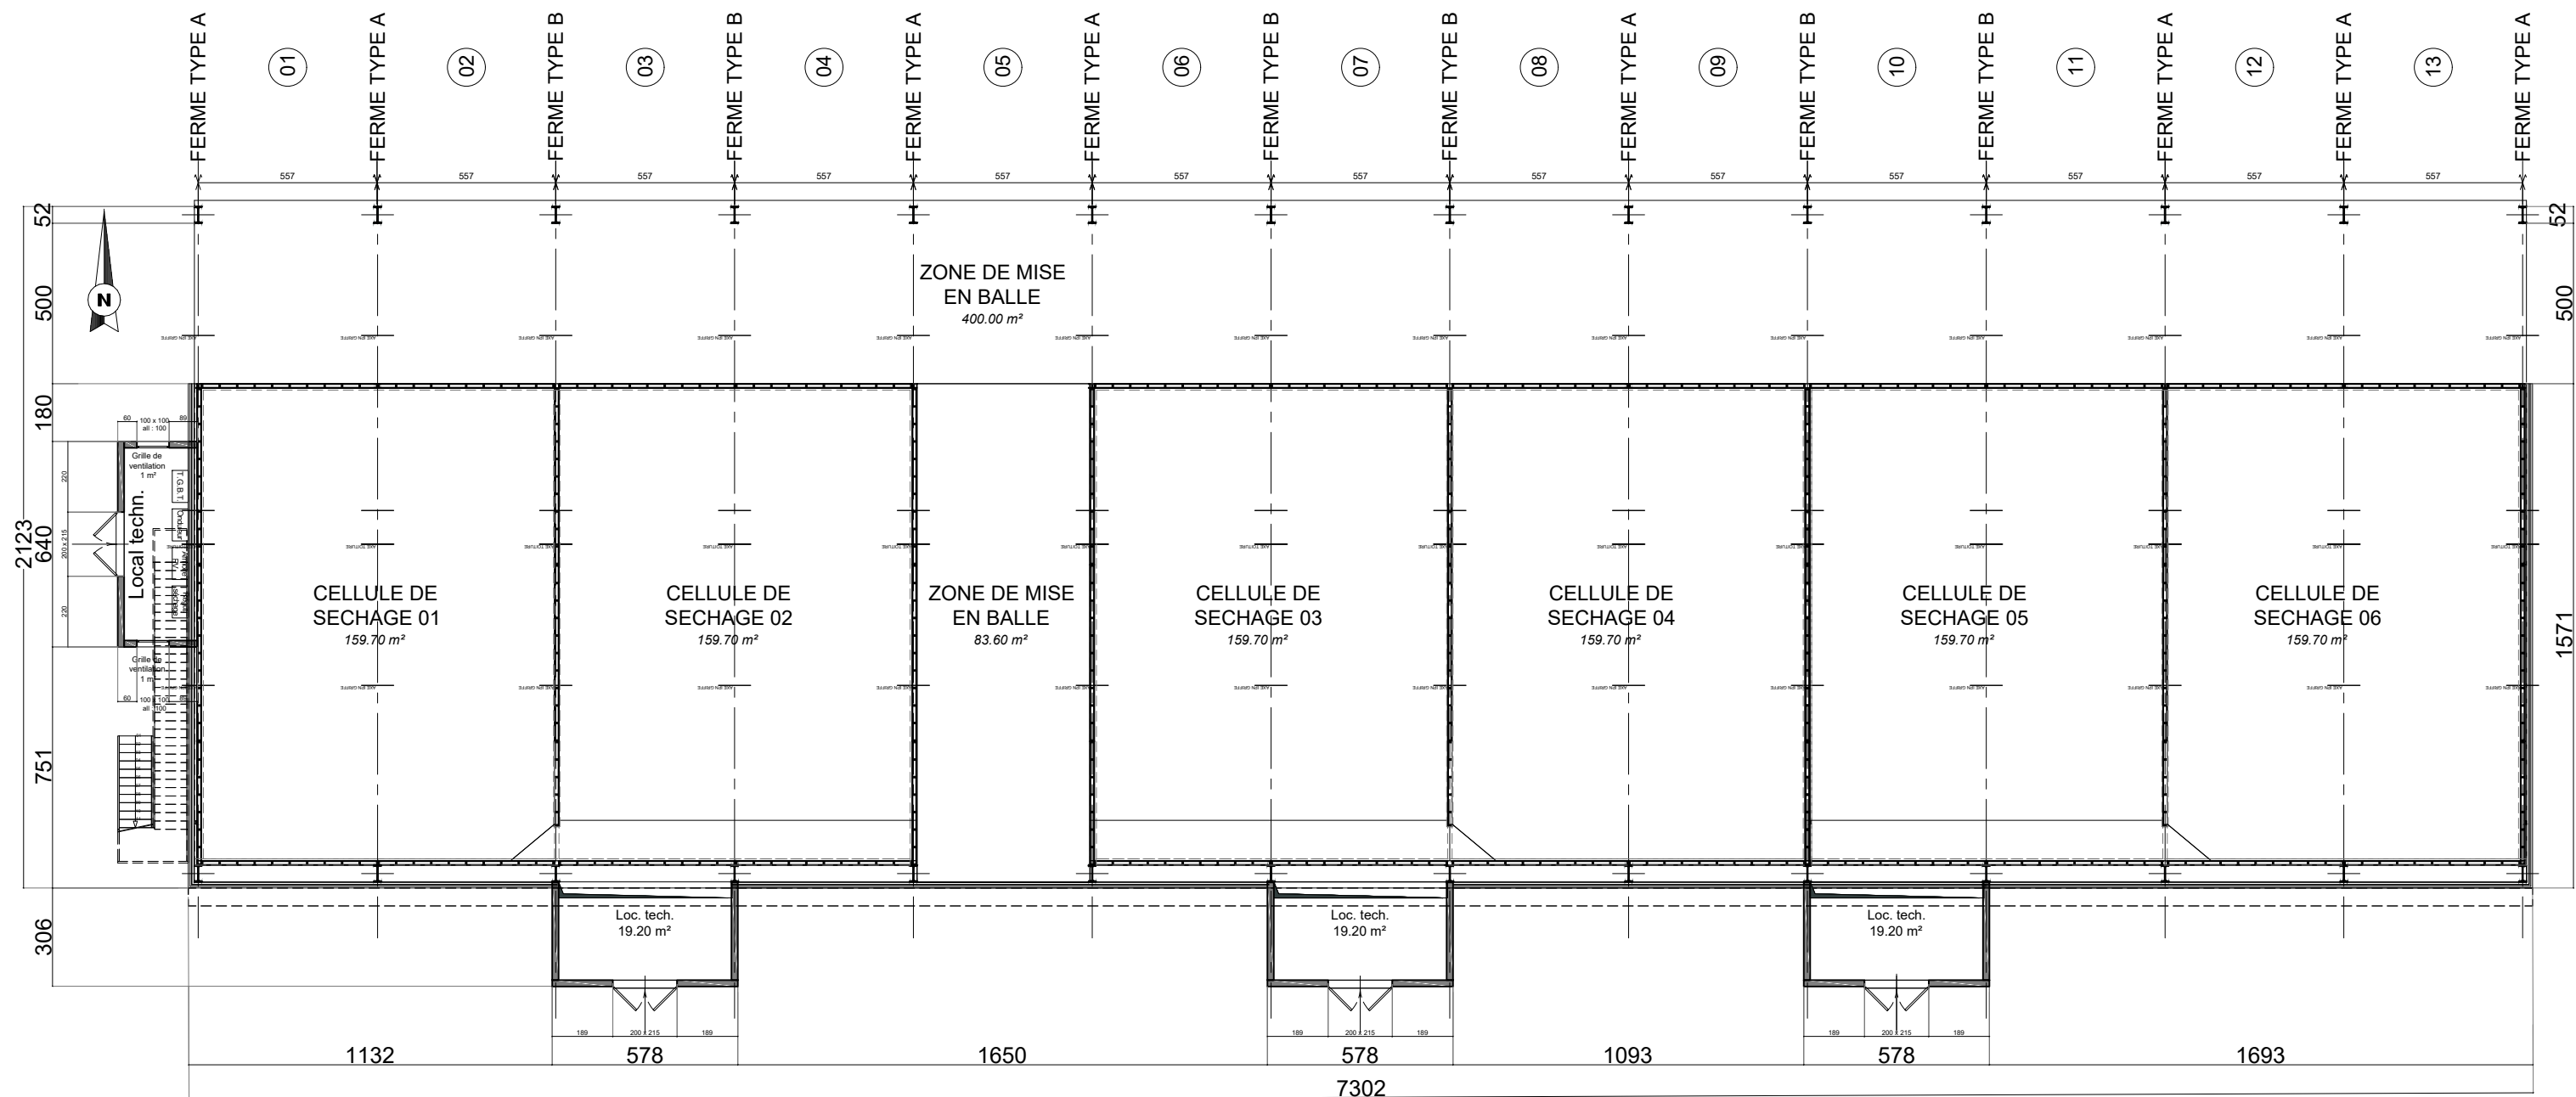 FERME TYPE A
01
FERME TYPE A
02
FERME TYPE B
03
FERME TYPE B
04
FERME TYPE A
05
FERME TYPE A
06
FERME TYPE B
07
FERME TYPE B
08
FERME TYPE A
09
FERME TYPE B
10
FERME TYPE B
11
FERME TYPE A
12
FERME TYPE A
13
FERME TYPE A
557 557 557 557 557 557 557 557 557 557 557 557 557
52
500
180
2123
640
751
306
52
500
1571
N
ZONE DE MISE
EN BALLE
400.00 m²
60 100 x 100 89
all : 100
Grille de
ventilation
1 m²
T.G.B.T.
Local techn.
220
200 x 215
220
Grille de
ventilation
60 100 x 100
all : 100
CELLULE DE
SECHAGE 01
159.70 m²
CELLULE DE
SECHAGE 02
159.70 m²
ZONE DE MISE
EN BALLE
83.60 m²
CELLULE DE
SECHAGE 03
159.70 m²
CELLULE DE
SECHAGE 04
159.70 m²
CELLULE DE
SECHAGE 05
159.70 m²
CELLULE DE
SECHAGE 06
159.70 m²
Loc. tech.
19.20 m²
Loc. tech.
19.20 m²
Loc. tech.
19.20 m²
189 200 x 215 189
189 200 x 215 189
189 200 x 215 189
1132 578 1650 578 1093 578 1693
7302